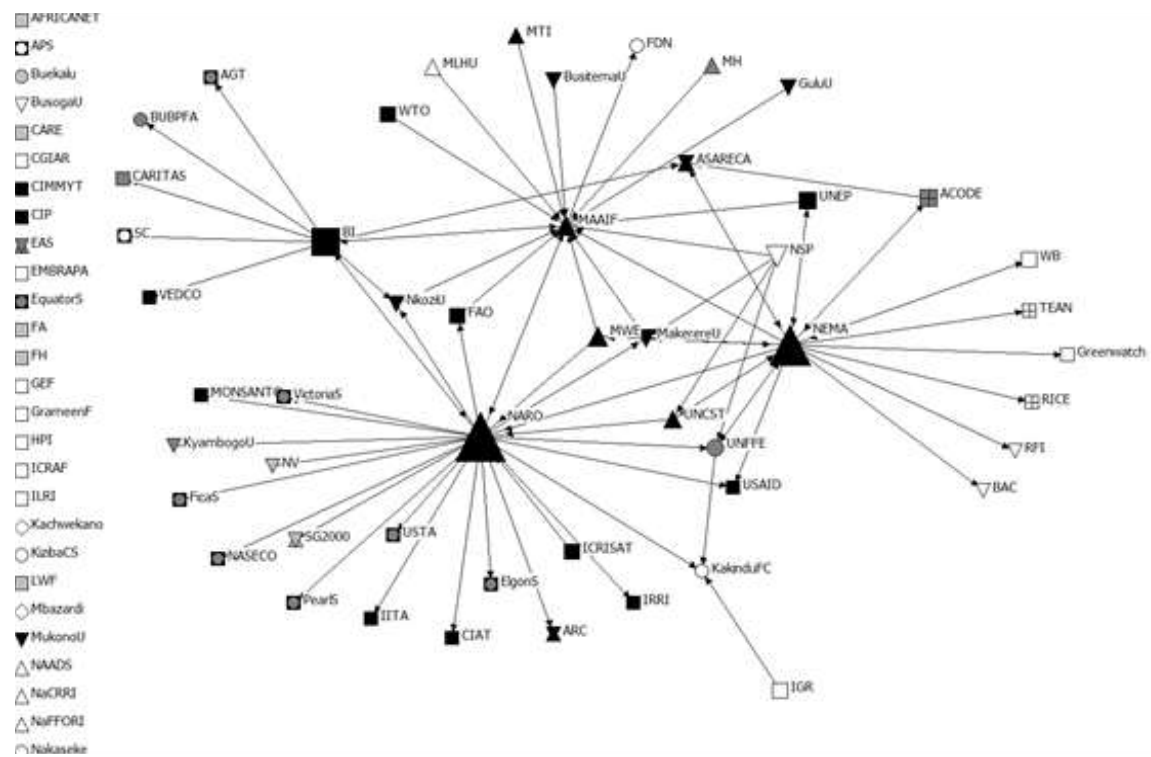 AFRICANET
APS
Buekalu
BusogaU
CARE
CGIAR
CIMMYT
CIP
EAS
EMBRAPA
EquatorS
FA
FH
GEF
GrameenF
HPI
ICRAF
ILRI
Kachwekano
KizbaCS
LWF
Mbazardi
MukonoU
NAADS
NaCRRI
NaFFORI
Nakaseke
MTI
FDN
MLHU
BusitemaU
MH
AGT
GuluU
WTO
BUBPFA
ASARECA
CARITAS
UNEP
ACODE
MAAIF
SC
BI
NSP
WB
VEDCO
NkoziU
FAO
TEAN
MWE
MakerereU
NEMA
Greenwatch
MONSANTO
VictoriaS
RICE
NARO
UNCST
KyambogoU
UNFFE
RFI
NV
USAID
BAC
FicaS
USTA
SG2000
ICRISAT
NASECO
KakinduFC
ElgonS
PearlS
IITA
IRRI
CIAT
ARC
IGR